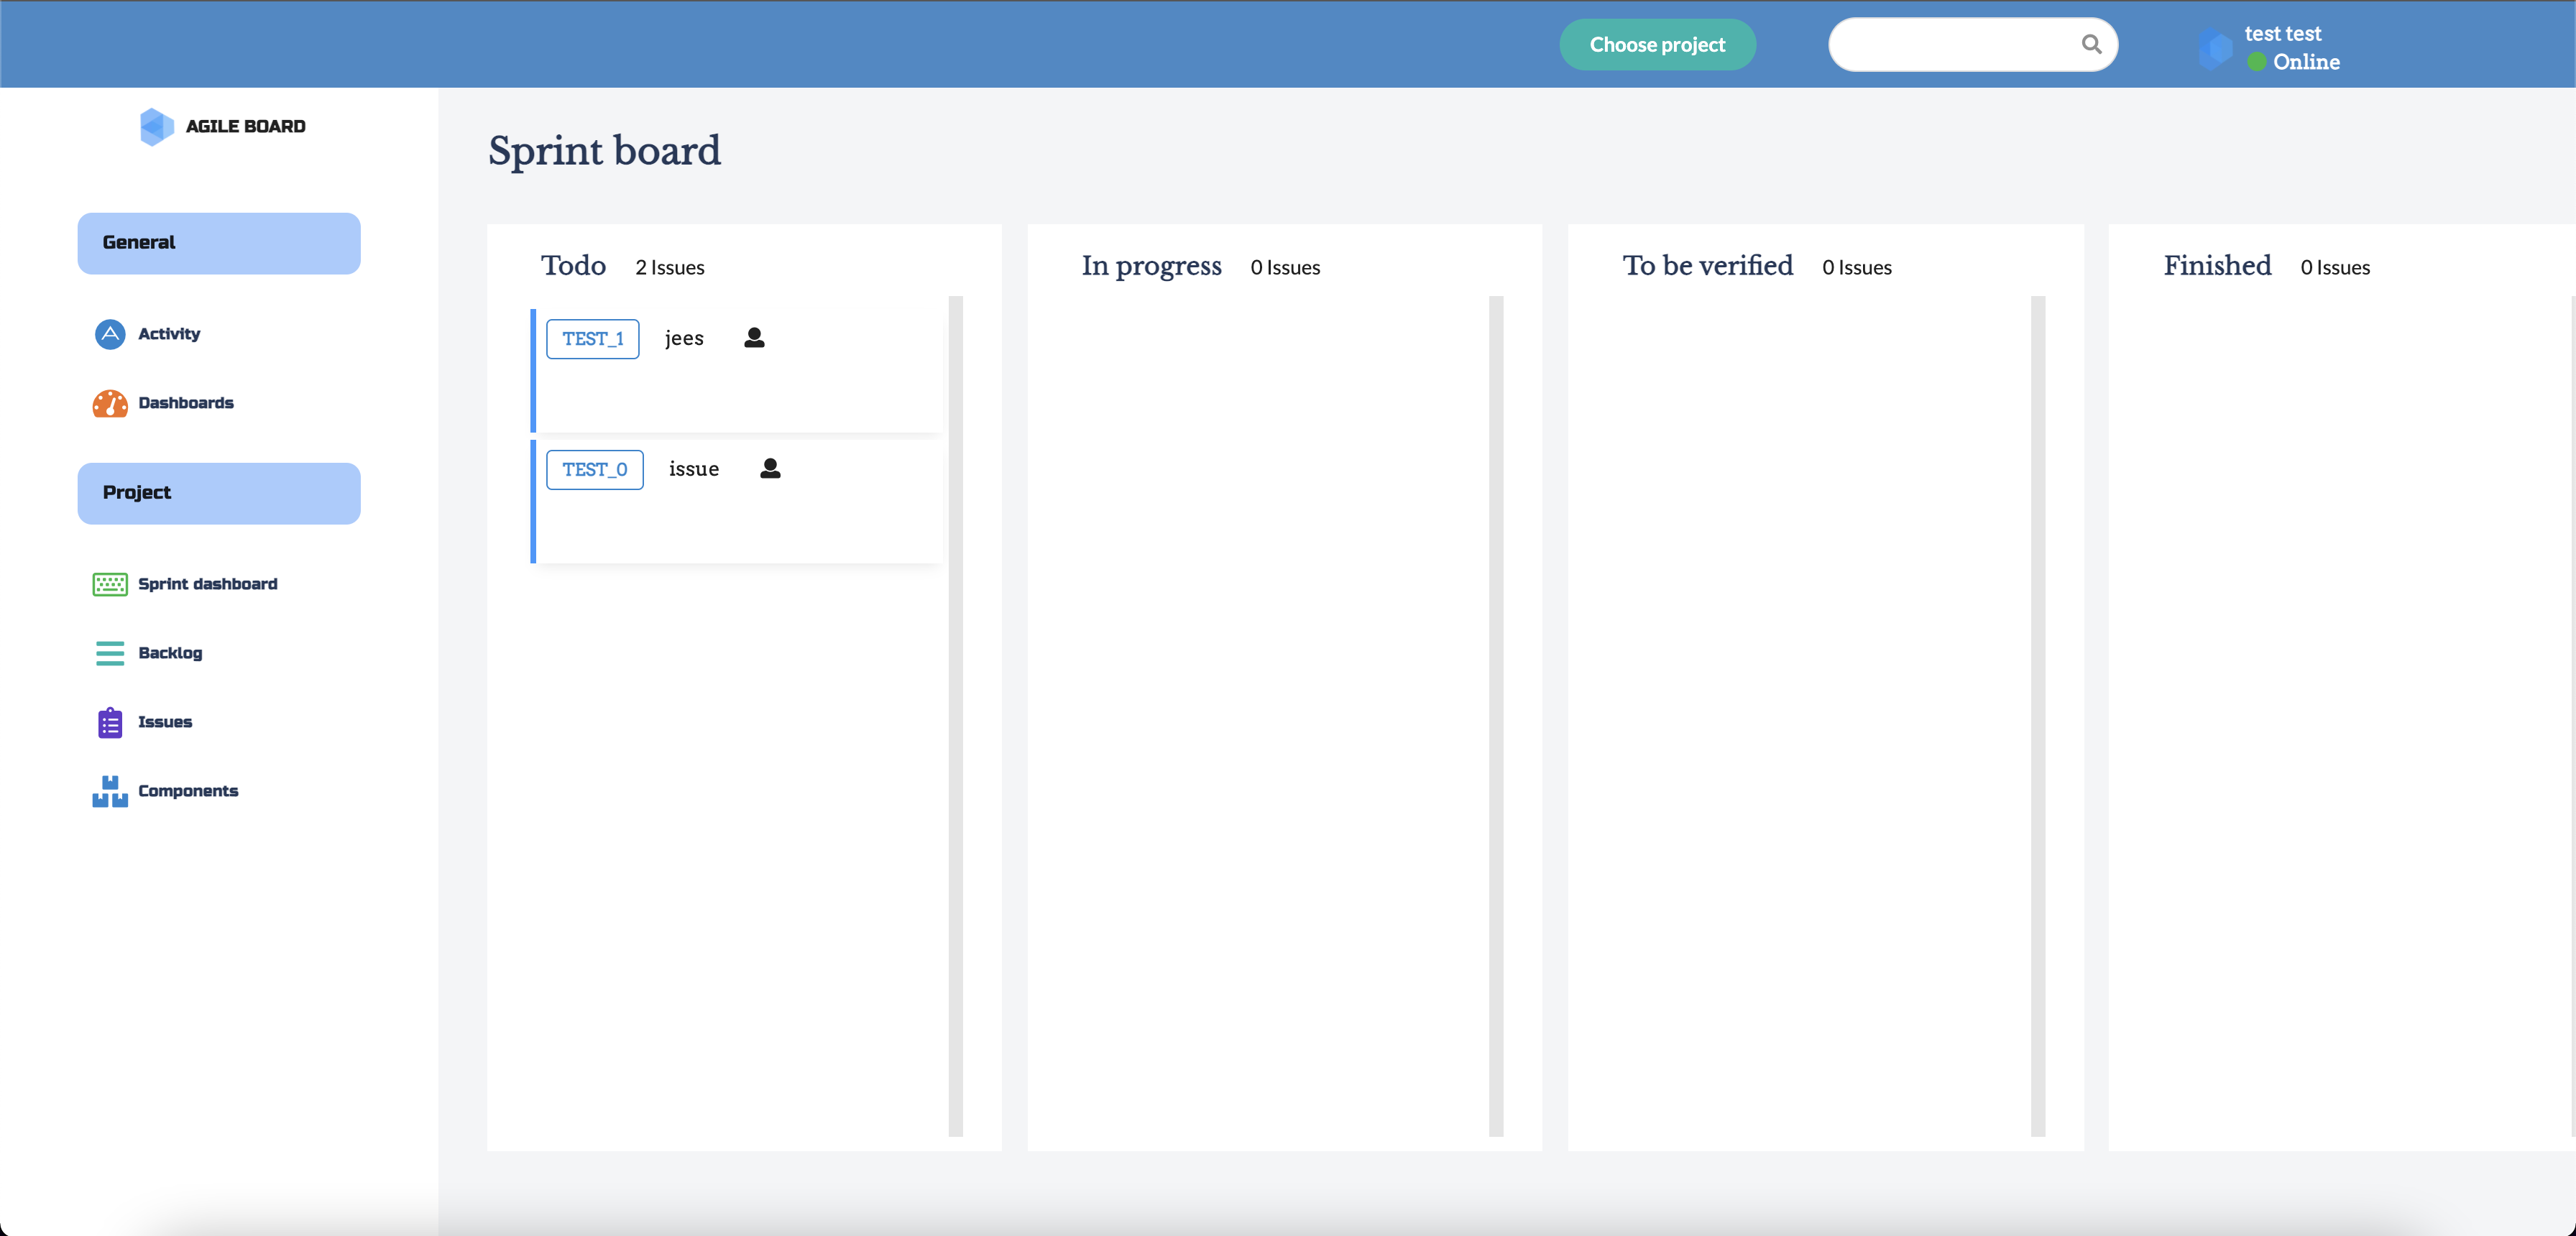 Choose project
test test
Online
AGILE BOARD
General
Activity
Dashboards
Project
Sprint dashboard
Backlog
Issues
Components
Sprint board
Todo 2 Issues
TEST_1 jees
TEST_0 issue
In progress 0 Issues
To be verified 0 Issues
Finished 0 Issues